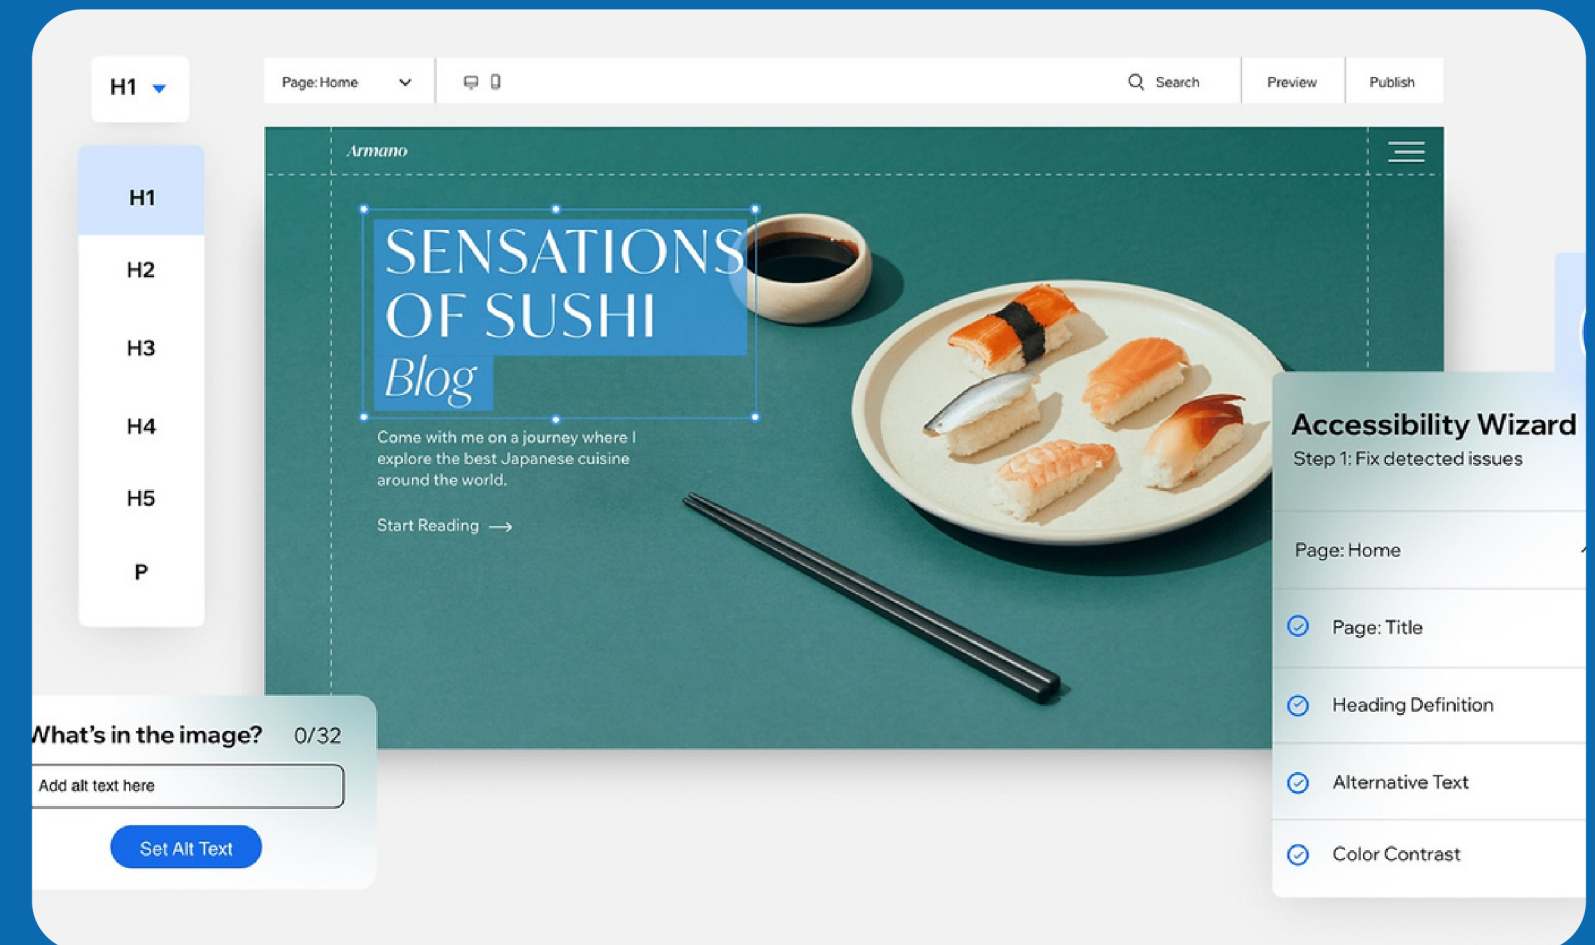 H1
Page: Home
Search
Preview
Publish
H1
H2
H3
H4
H5
P
Armano
SENSATIONS
OF SUSHI
Blog
Come with me on a journey where I
explore the best Japanese cuisine
around the world.
Start Reading
Accessibility Wizard
Step 1: Fix detected issues
Page: Home
Page: Title
Heading Definition
Alternative Text
Color Contrast
What's in the image? 0/32
Add alt text here
Set Alt Text